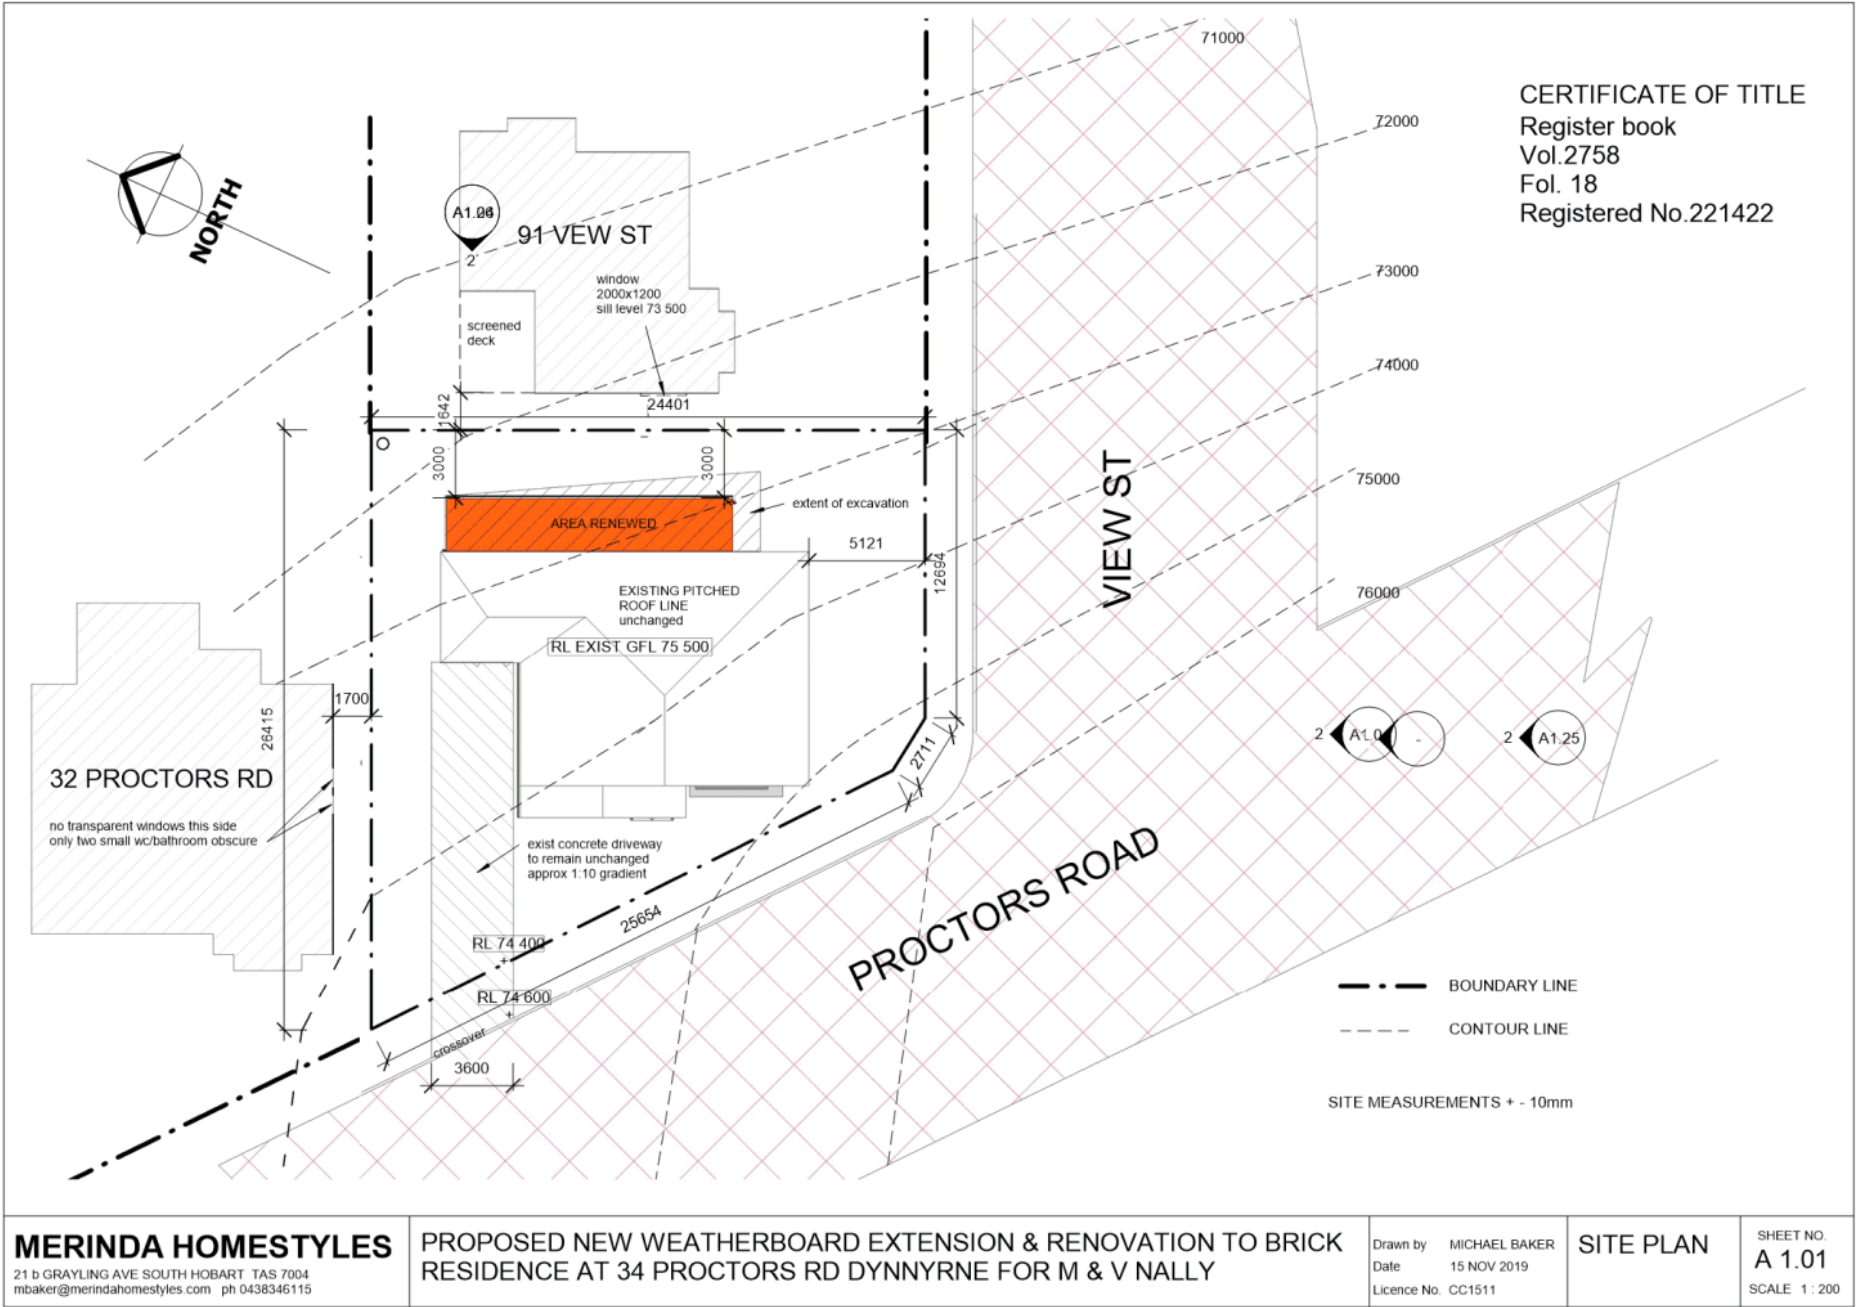 71000
72000
73000
74000
75000
76000
CERTIFICATE OF TITLE
Register book
Vol.2758
Fol. 18
Registered No.221422
NORTH
2
91 VEW ST
window
2000x1200
sill level 73 500
screened
deck
1642
24401
3000
3000
AREA RENEWED
extent of excavation
5121
12694
EXISTING PITCHED
ROOF LINE
unchanged
RL EXIST GFL 75 500
VIEW ST
1700
26415
32 PROCTORS RD
no transparent windows this side
only two small wc/bathroom obscure
2711
exist concrete driveway
to remain unchanged
approx 1:10 gradient
25654
RL 74 400
RL 74 600
crossover
3600
PROCTORS ROAD
2
-
2 A1.25
BOUNDARY LINE
CONTOUR LINE
SITE MEASUREMENTS + - 10mm
MERINDA HOMESTYLES
21 b GRAYLING AVE SOUTH HOBART TAS 7004
mbaker@merindahomestyles.com ph 0438346115
PROPOSED NEW WEATHERBOARD EXTENSION & RENOVATION TO BRICK
RESIDENCE AT 34 PROCTORS RD DYNNYRNE FOR M & V NALLY
Drawn by MICHAEL BAKER
Date 15 NOV 2019
Licence No. CC1511
SITE PLAN
SHEET NO.
A 1.01
SCALE 1 : 200